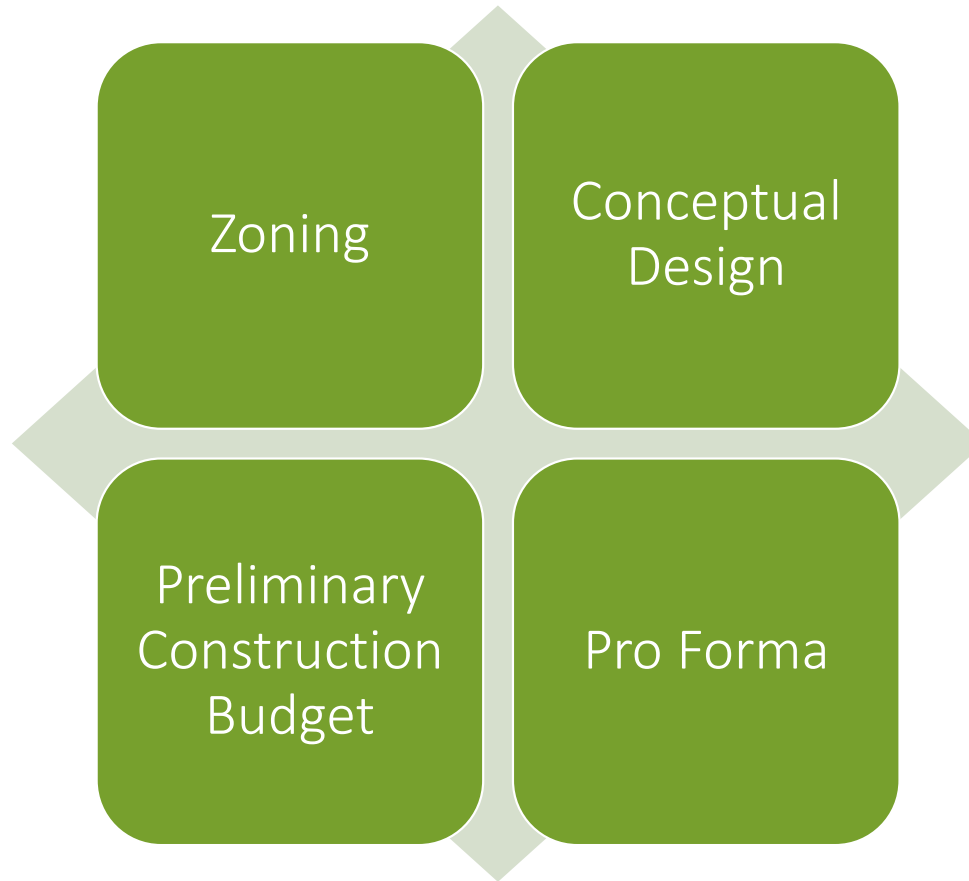 Zoning
Conceptual
Design
Preliminary
Construction
Budget
Pro Forma